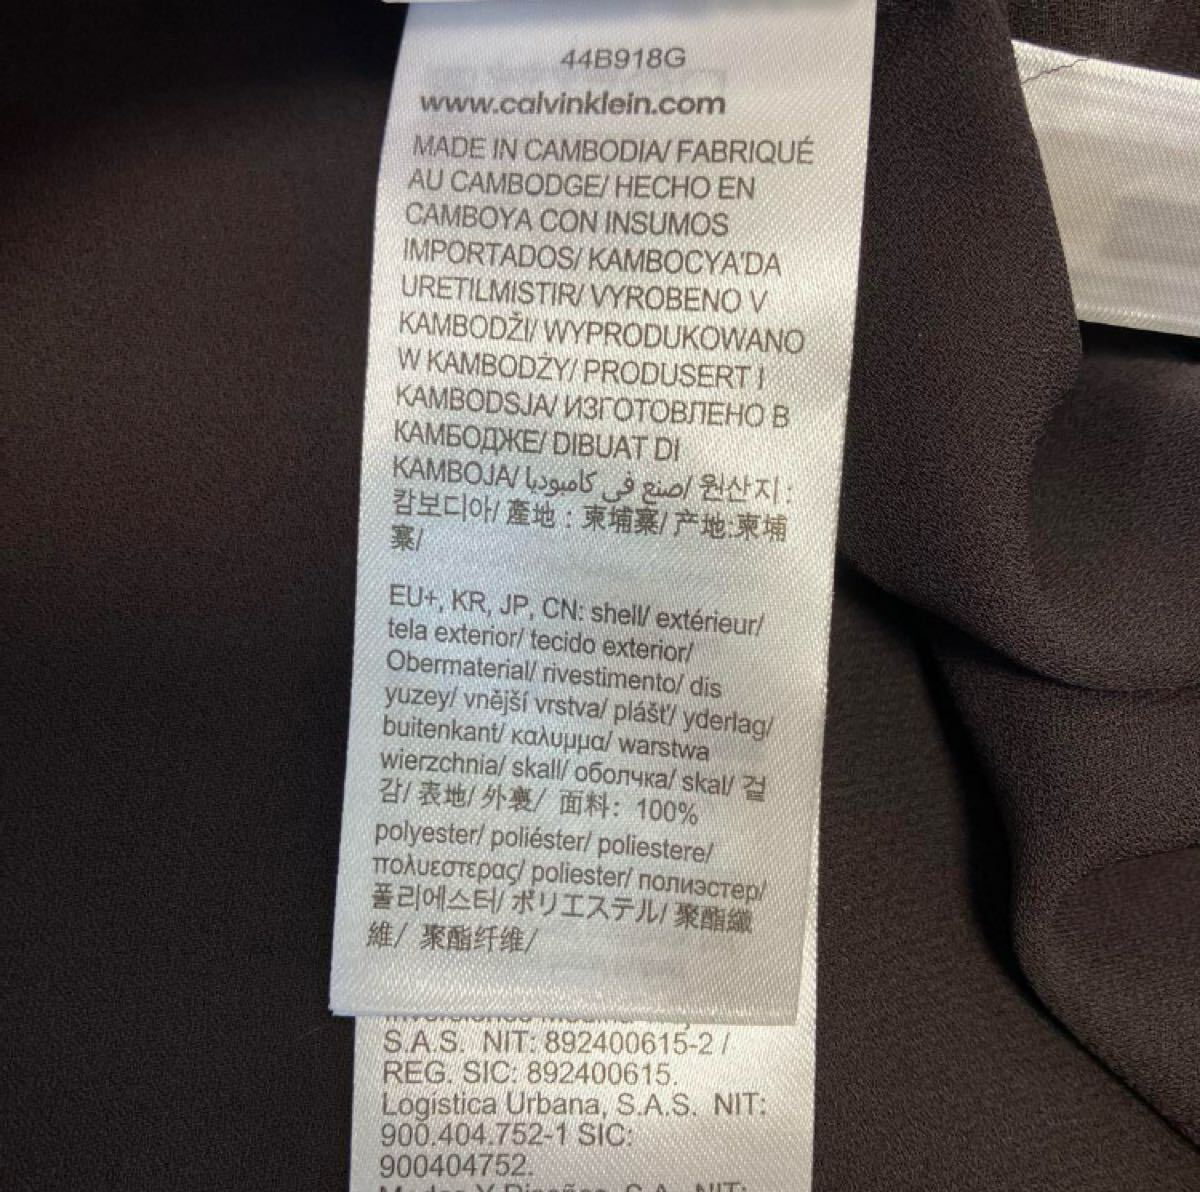 44B918G
www.calvinklein.com
MADE IN CAMBODIA/ FABRIQUÉ
AU CAMBODGE/ HECHO EN
CAMBOYA CON INSUMOS
IMPORTADOS/ KAMBOCYA'DA
URETILMISTIR/ VYROBENO V
KAMBODŽI/ WYPRODUKOWANO
W KAMBODŻY/ PRODUSERT I
KAMBODSJA/ ИЗГОТОВЛЕНО В
КАМБОДЖЕ/ DIBUAT DI
KAMBOJA/ صنع في كامبوديا/ 원산지 :
캄보디아/ 產地 : 柬埔寨/ 产地:柬埔
寨/
EU+, KR, JP, CN: shell/ extérieur/
tela exterior/ tecido exterior/
Obermaterial/ rivestimento/ dis
yuzey/ vnější vrstva/ plášť/ yderlag/
buitenkant/ καλυμμα/ warstwa
wierzchnia/ skall/ оболчка/ skal/ 겉
감/ 表地/ 外裹/ 面料: 100%
polyester/ poliéster/ poliestere/
πολυεστερας/ poliester/ полиэстер/
폴리에스터/ ポリエステル/ 聚酯纖
維/ 聚酯纤维/
S.A.S. NIT: 892400615-2 /
REG. SIC: 892400615.
Logistica Urbana, S.A.S. NIT:
900.404.752-1 SIC:
900404752.